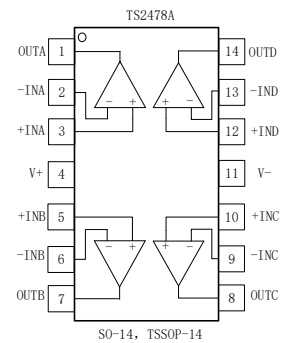 TS2478A
OUTA 1 14 OUTD
-INA 2 13 -IND
- + + -
+INA 3 12 +IND
V+ 4 11 V-
+INB 5 10 +INC
- + + -
-INB 6 9 -INC
OUTB 7 8 OUTC
SO-14, TSSOP-14